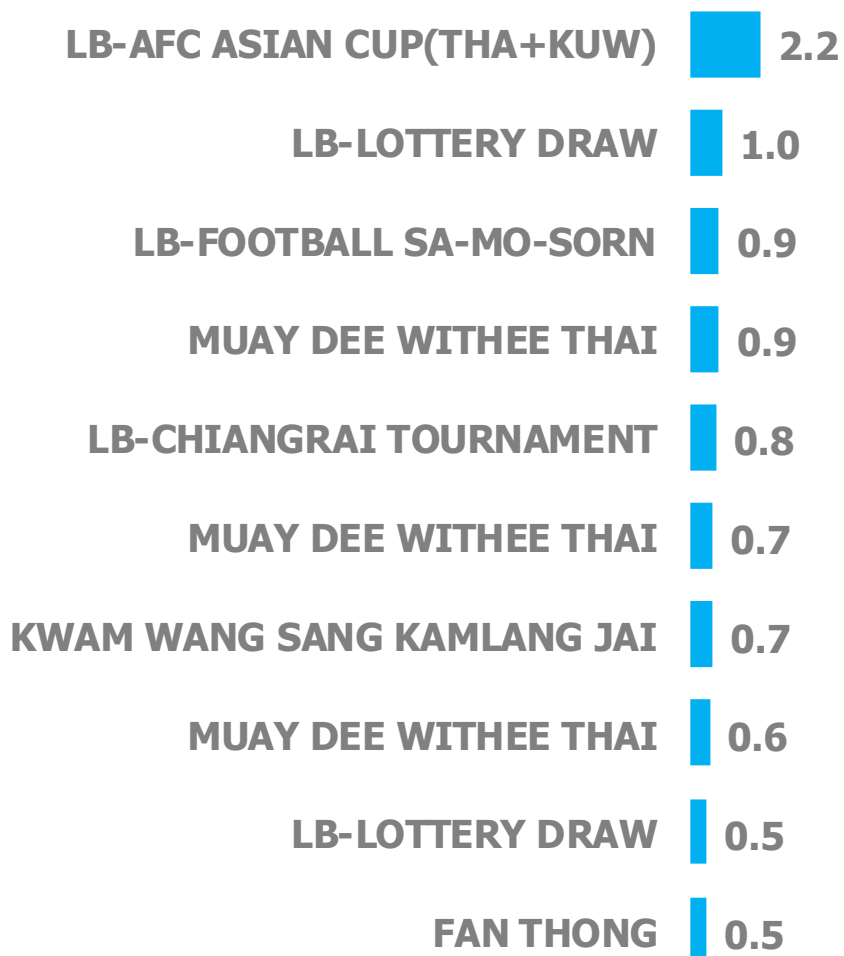 LB-AFC ASIAN CUP(THA+KUW) 2.2
LB-LOTTERY DRAW 1.0
LB-FOOTBALL SA-MO-SORN 0.9
MUAY DEE WITHEE THAI 0.9
LB-CHIANGRAI TOURNAMENT 0.8
MUAY DEE WITHEE THAI 0.7
KWAM WANG SANG KAMLANG JAI 0.7
MUAY DEE WITHEE THAI 0.6
LB-LOTTERY DRAW 0.5
FAN THONG 0.5